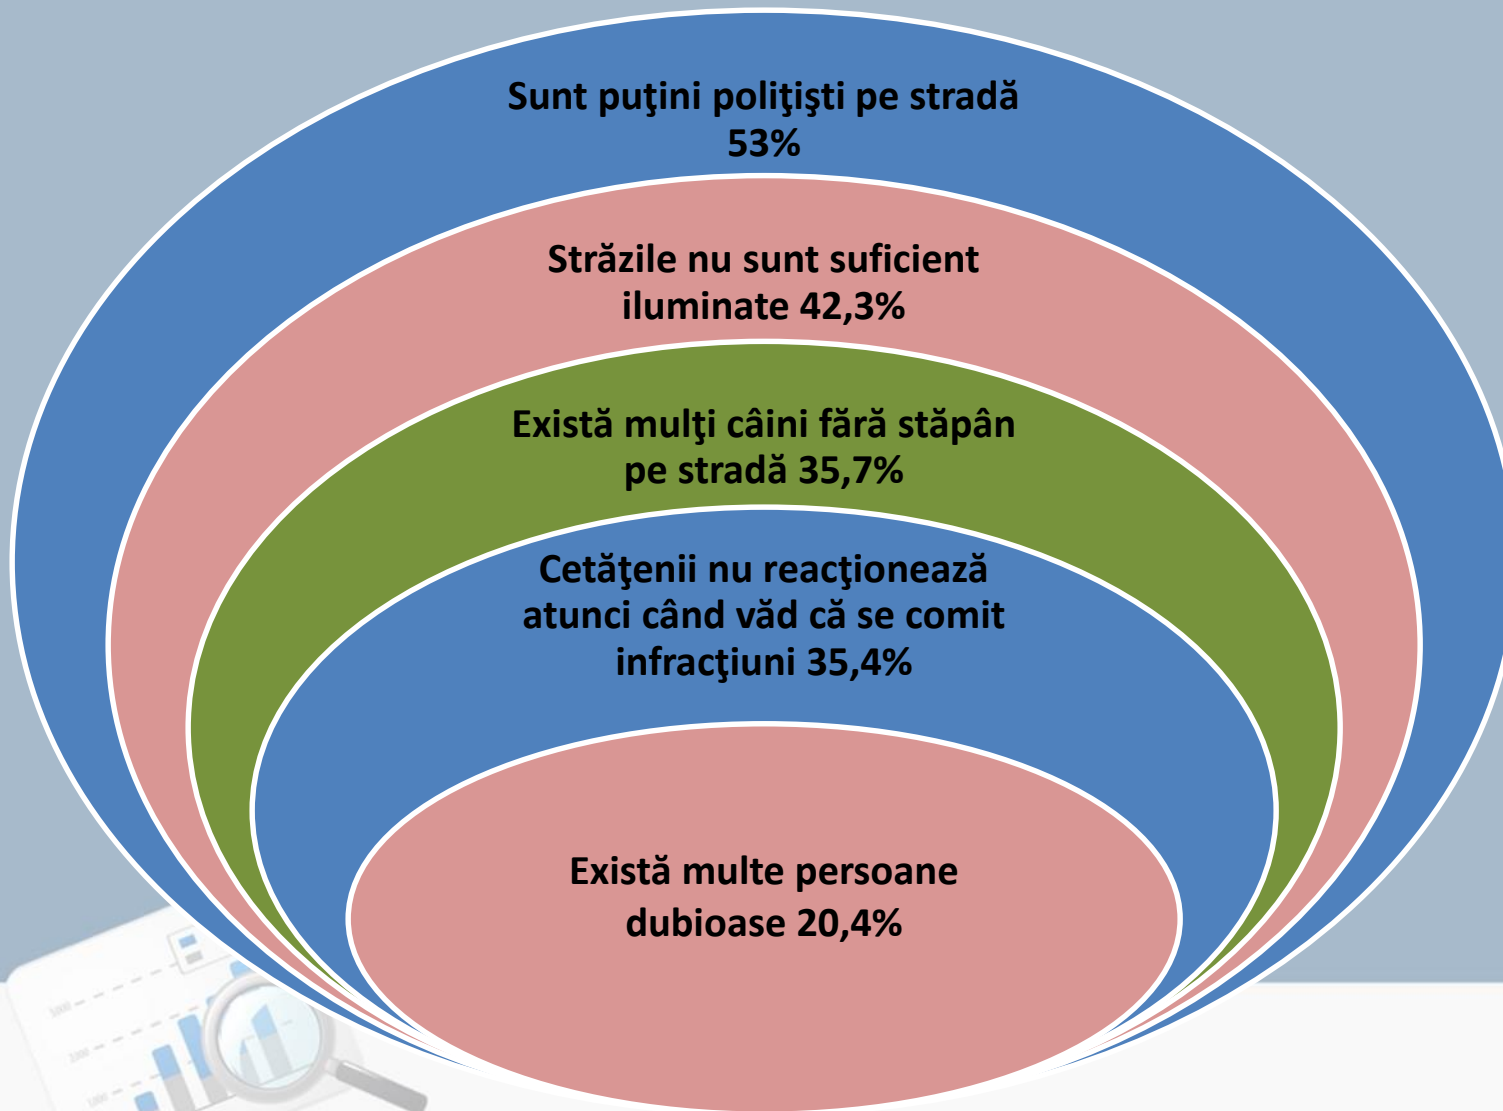 Sunt puţini poliţişti pe stradă
53%
Străzile nu sunt suficient
iluminate 42,3%
Există mulţi câini fără stăpân
pe stradă 35,7%
Cetăţenii nu reacţionează
atunci când văd că se comit
infracţiuni 35,4%
Există multe persoane
dubioase 20,4%